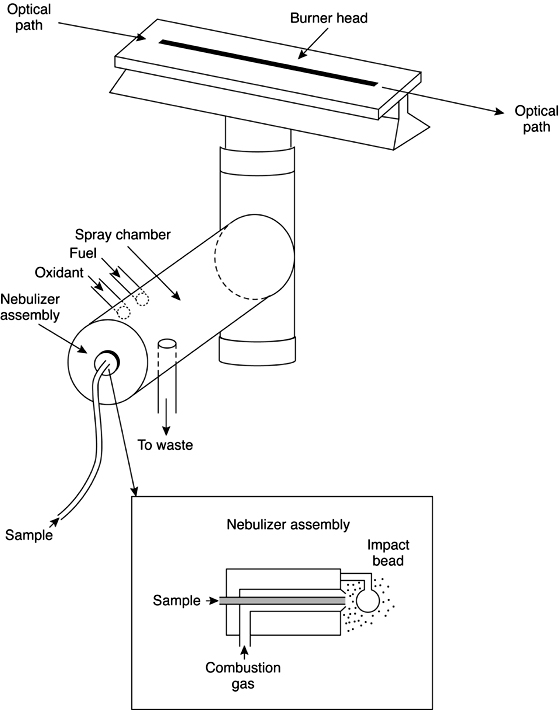 Optical
path
Burner head
Optical
path
Spray chamber
Fuel
Oxidant
Nebulizer
assembly
To waste
Sample
Nebulizer assembly
Impact
bead
Sample
Combustion
gas